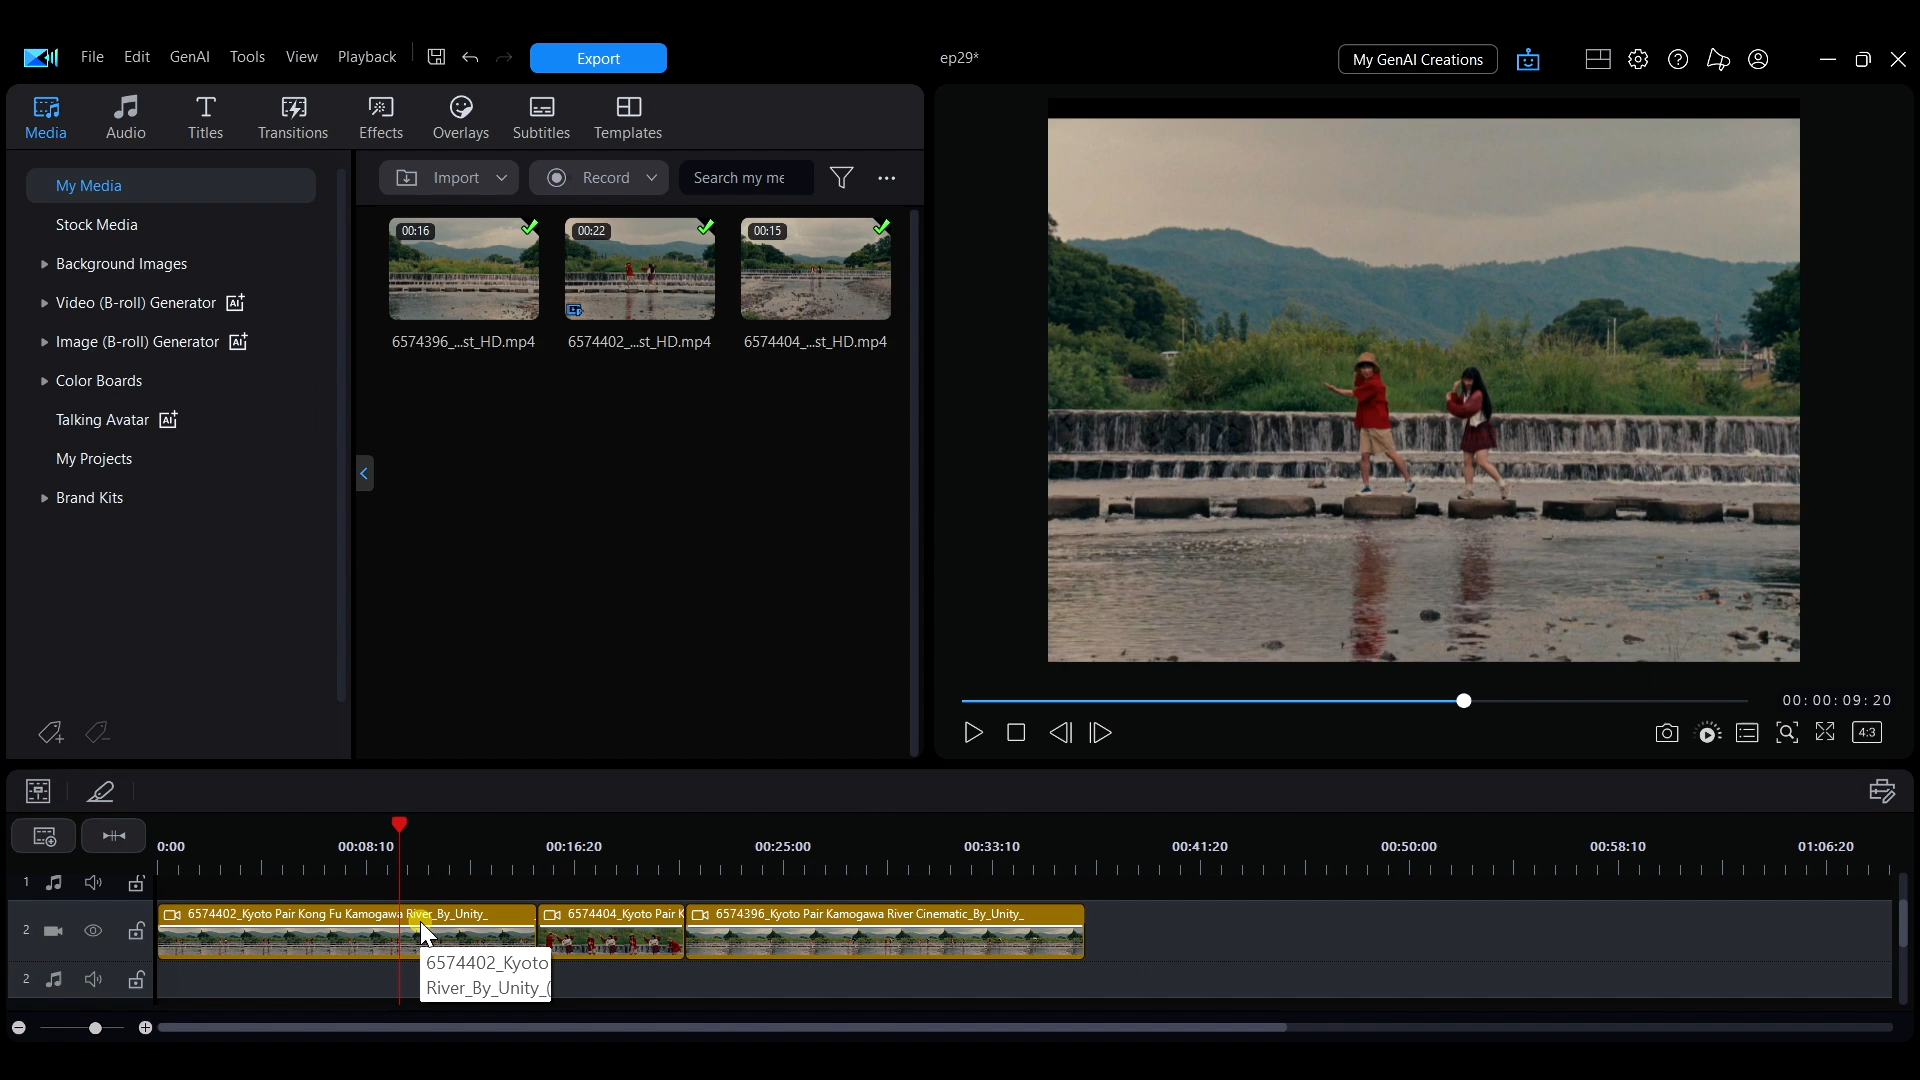 File Edit GenAI Tools View Playback Export ep29* My GenAI Creations
Media Audio Titles Transitions Effects Overlays Subtitles Templates
My Media
Stock Media
Background Images
Video (B-roll) Generator AI
Image (B-roll) Generator AI
Color Boards
Talking Avatar AI
My Projects
Brand Kits
Import Record Search my me
00:16 00:22 00:15
6574396_...st_HD.mp4 6574402_...st_HD.mp4 6574404_...st_HD.mp4
00:00:09:20
4:3
0:00 00:08:10 00:16:20 00:25:00 00:33:10 00:41:20 00:50:00 00:58:10 01:06:20
1
2 6574402_Kyoto Pair Kong Fu Kamogawa River_By_Unity_ 6574404_Kyoto Pair K 6574396_Kyoto Pair Kamogawa River Cinematic_By_Unity_
2
6574402_Kyoto
River_By_Unity_(